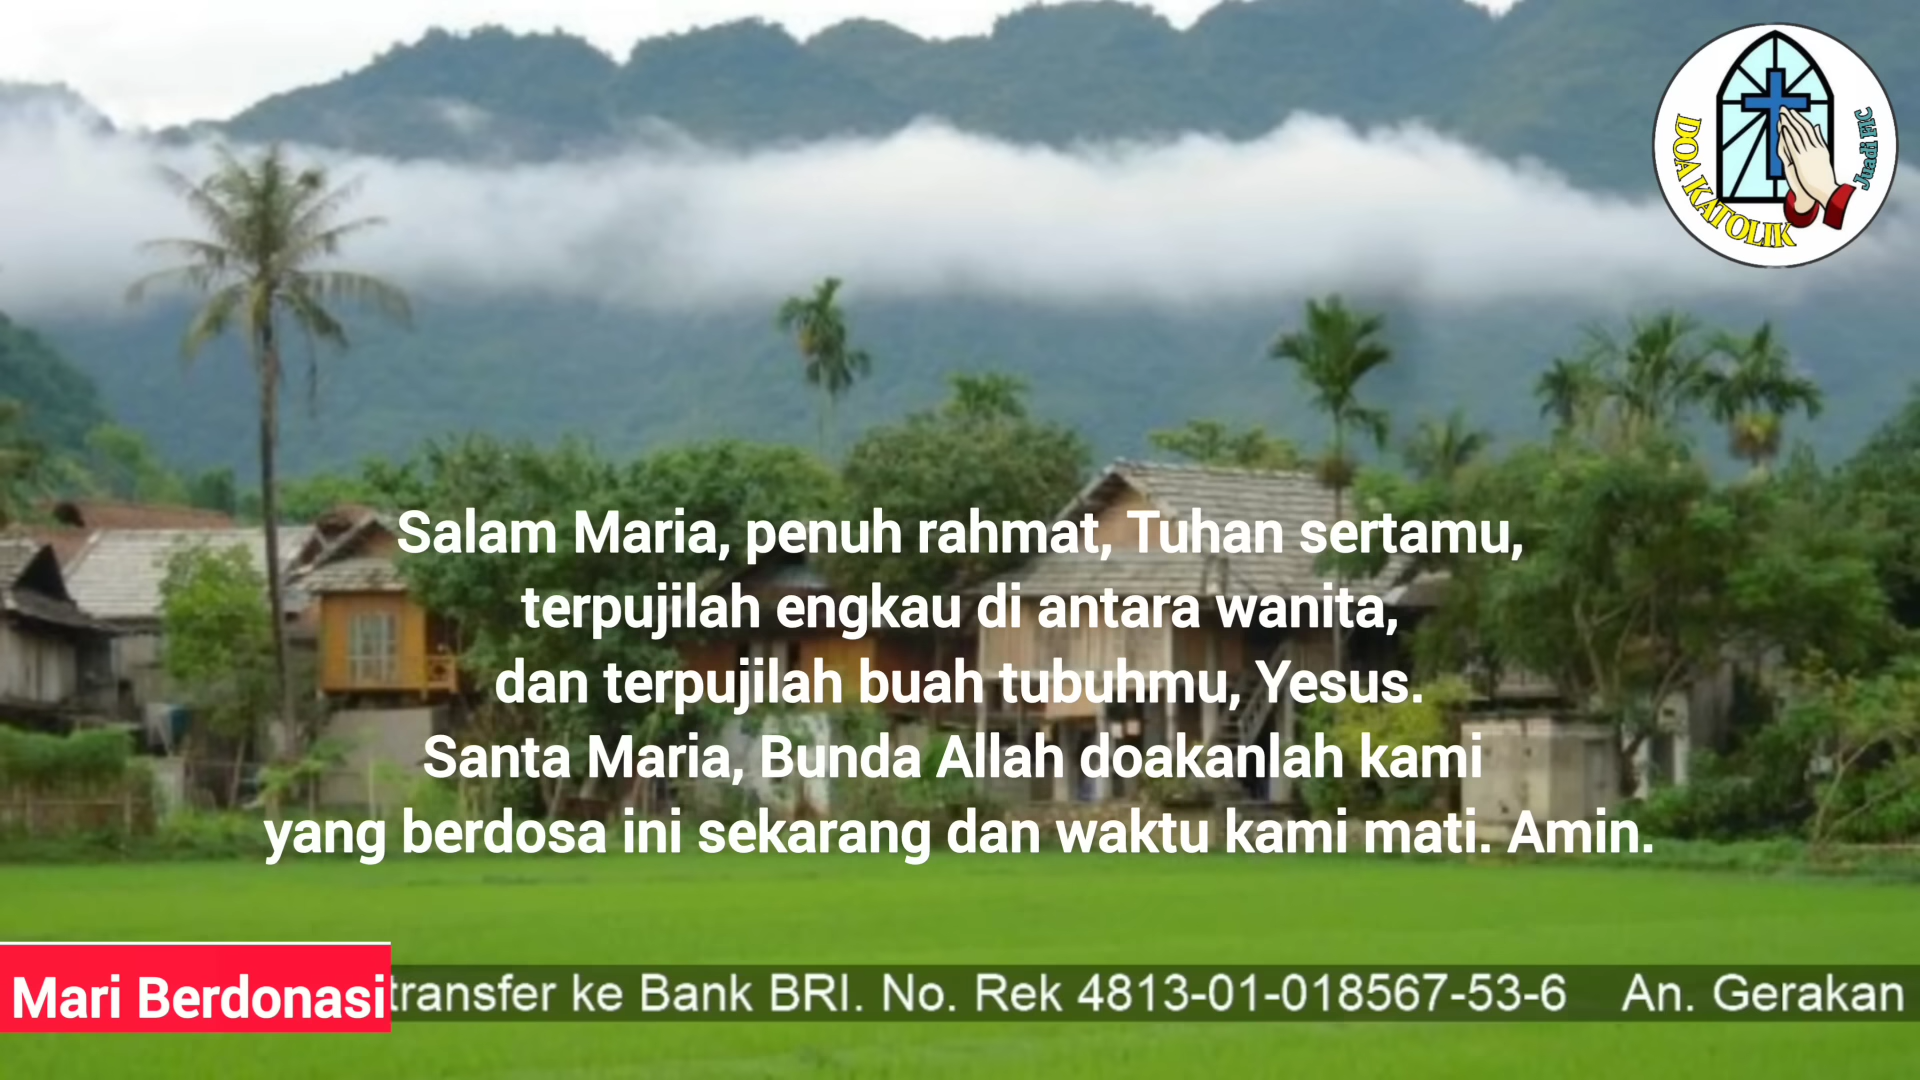 DOA KATOLIK
Juadi FIC
Salam Maria, penuh rahmat, Tuhan sertamu,
terpujilah engkau di antara wanita,
dan terpujilah buah tubuhmu, Yesus.
Santa Maria, Bunda Allah doakanlah kami
yang berdosa ini sekarang dan waktu kami mati. Amin.
Mari Berdonasi transfer ke Bank BRI. No. Rek 4813-01-018567-53-6 An. Gerakan